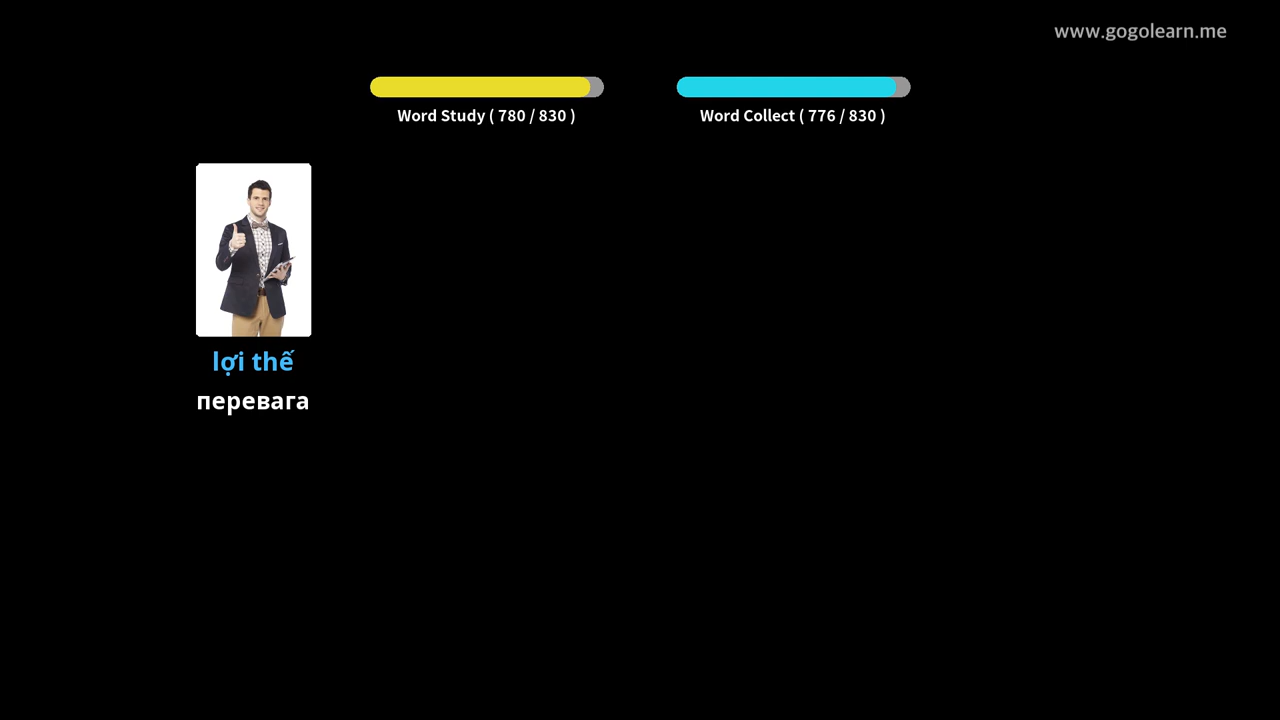 www.gogolearn.me
Word Study ( 780 / 830 )
Word Collect ( 776 / 830 )
lợi thế
перевага